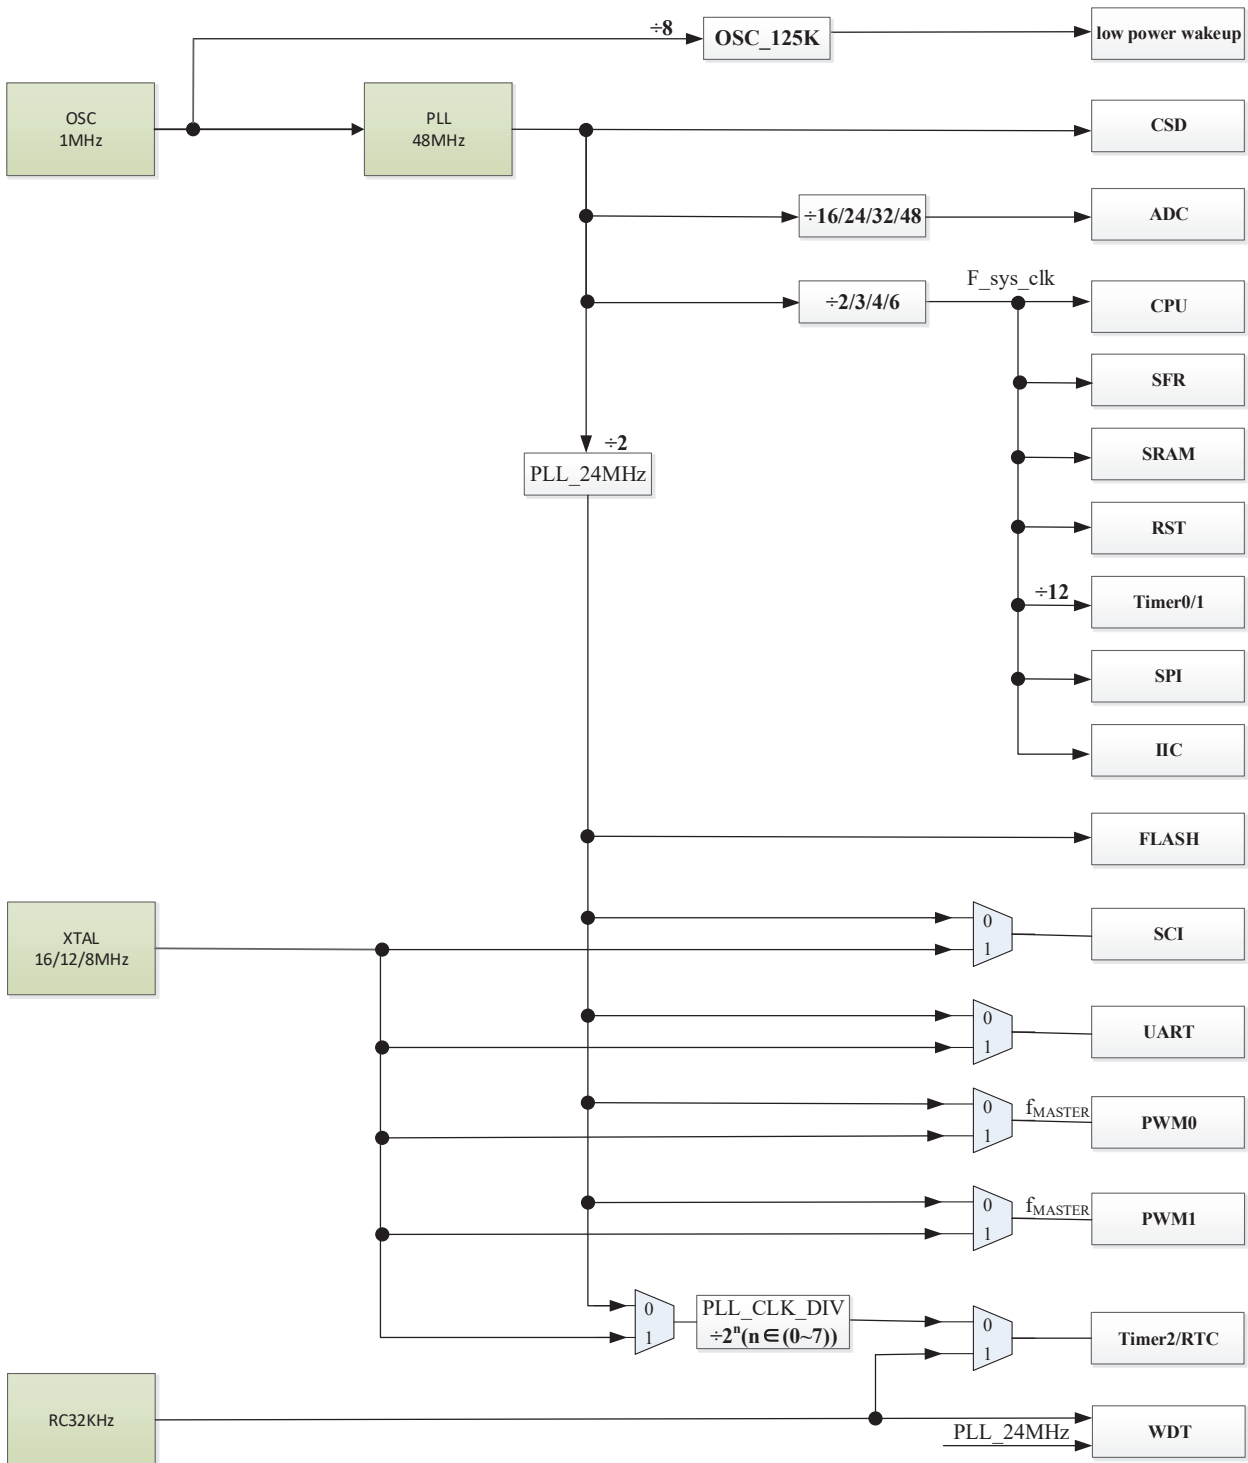 ÷8
OSC_125K
low power wakeup
OSC
1MHz
PLL
48MHz
CSD
÷16/24/32/48
ADC
F_sys_clk
÷2/3/4/6
CPU
SFR
÷2
PLL_24MHz
SRAM
RST
÷12
Timer0/1
SPI
IIC
FLASH
XTAL
16/12/8MHz
0
1
SCI
0
1
UART
0
1
fMASTER
PWM0
0
1
fMASTER
PWM1
0
1
PLL_CLK_DIV
÷2ⁿ(n∈(0~7))
0
1
Timer2/RTC
RC32KHz
PLL_24MHz
WDT